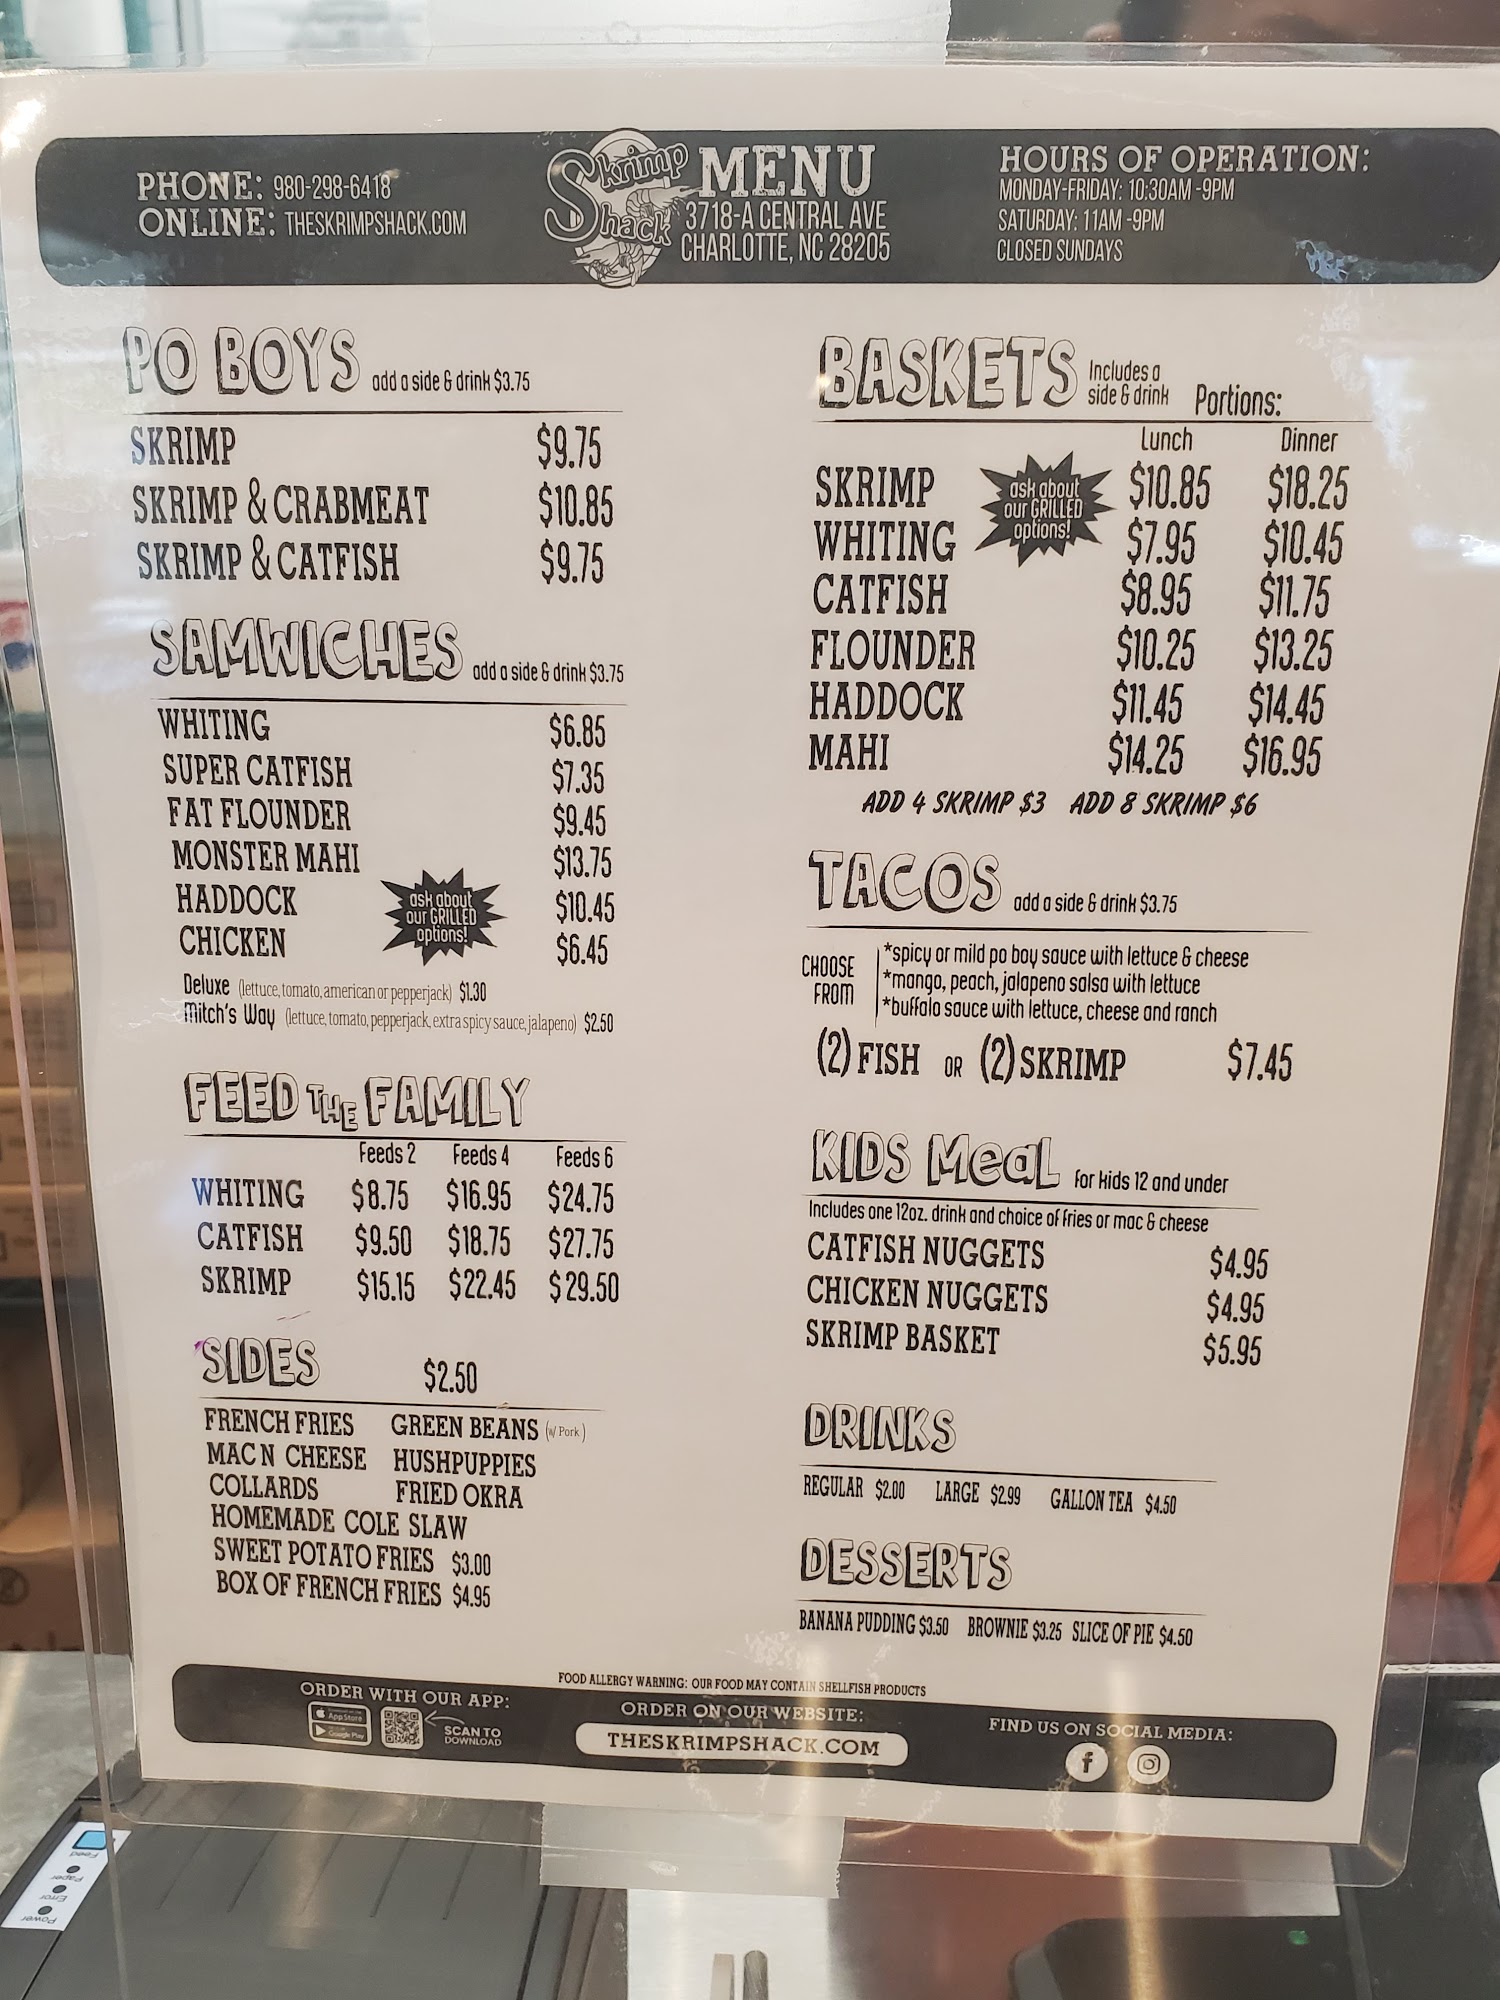 PHONE: 980-298-6418
ONLINE: THESKRIMPSHACK.COM
Skrimp Shack
MENU
3718-A CENTRAL AVE
CHARLOTTE, NC 28205
HOURS OF OPERATION:
MONDAY-FRIDAY: 10:30AM -9PM
SATURDAY: 11AM -9PM
CLOSED SUNDAYS
PO BOYS add a side & drink $3.75
SKRIMP $9.75
SKRIMP & CRABMEAT $10.85
SKRIMP & CATFISH $9.75
SAMWICHES add a side & drink $3.75
WHITING $6.85
SUPER CATFISH $7.35
FAT FLOUNDER $9.45
MONSTER MAHI $13.75
HADDOCK $10.45
CHICKEN $6.45
ask about
our GRILLED
options!
Deluxe (lettuce, tomato, american or pepperjack) $1.30
Mitch's Way (lettuce, tomato, pepperjack, extra spicy sauce, jalapeno) $2.50
FEED THE FAMILY
Feeds 2 Feeds 4 Feeds 6
WHITING $8.75 $16.95 $24.75
CATFISH $9.50 $18.75 $27.75
SKRIMP $15.15 $22.45 $29.50
SIDES $2.50
FRENCH FRIES GREEN BEANS (w/ Pork)
MAC N CHEESE HUSHPUPPIES
COLLARDS FRIED OKRA
HOMEMADE COLE SLAW
SWEET POTATO FRIES $3.00
BOX OF FRENCH FRIES $4.95
BASKETS Includes a side & drink Portions:
Lunch Dinner
SKRIMP $10.85 $18.25
WHITING $7.95 $10.45
CATFISH $8.95 $11.75
FLOUNDER $10.25 $13.25
HADDOCK $11.45 $14.45
MAHI $14.25 $16.95
ask about
our GRILLED
options!
ADD 4 SKRIMP $3 ADD 8 SKRIMP $6
TACOS add a side & drink $3.75
CHOOSE FROM
*spicy or mild po boy sauce with lettuce & cheese
*mango, peach, jalapeno salsa with lettuce
*buffalo sauce with lettuce, cheese and ranch
(2) FISH OR (2) SKRIMP $7.45
KIDS Meal for kids 12 and under
Includes one 12oz. drink and choice of fries or mac & cheese
CATFISH NUGGETS $4.95
CHICKEN NUGGETS $4.95
SKRIMP BASKET $5.95
DRINKS
REGULAR $2.00 LARGE $2.99 GALLON TEA $4.50
DESSERTS
BANANA PUDDING $3.50 BROWNIE $3.25 SLICE OF PIE $4.50
FOOD ALLERGY WARNING: OUR FOOD MAY CONTAIN SHELLFISH PRODUCTS
ORDER WITH OUR APP:
App Store
Google Play
SCAN TO
DOWNLOAD
ORDER ON OUR WEBSITE:
THESKRIMPSHACK.COM
FIND US ON SOCIAL MEDIA:
f
Feed
Paper
Error
Power